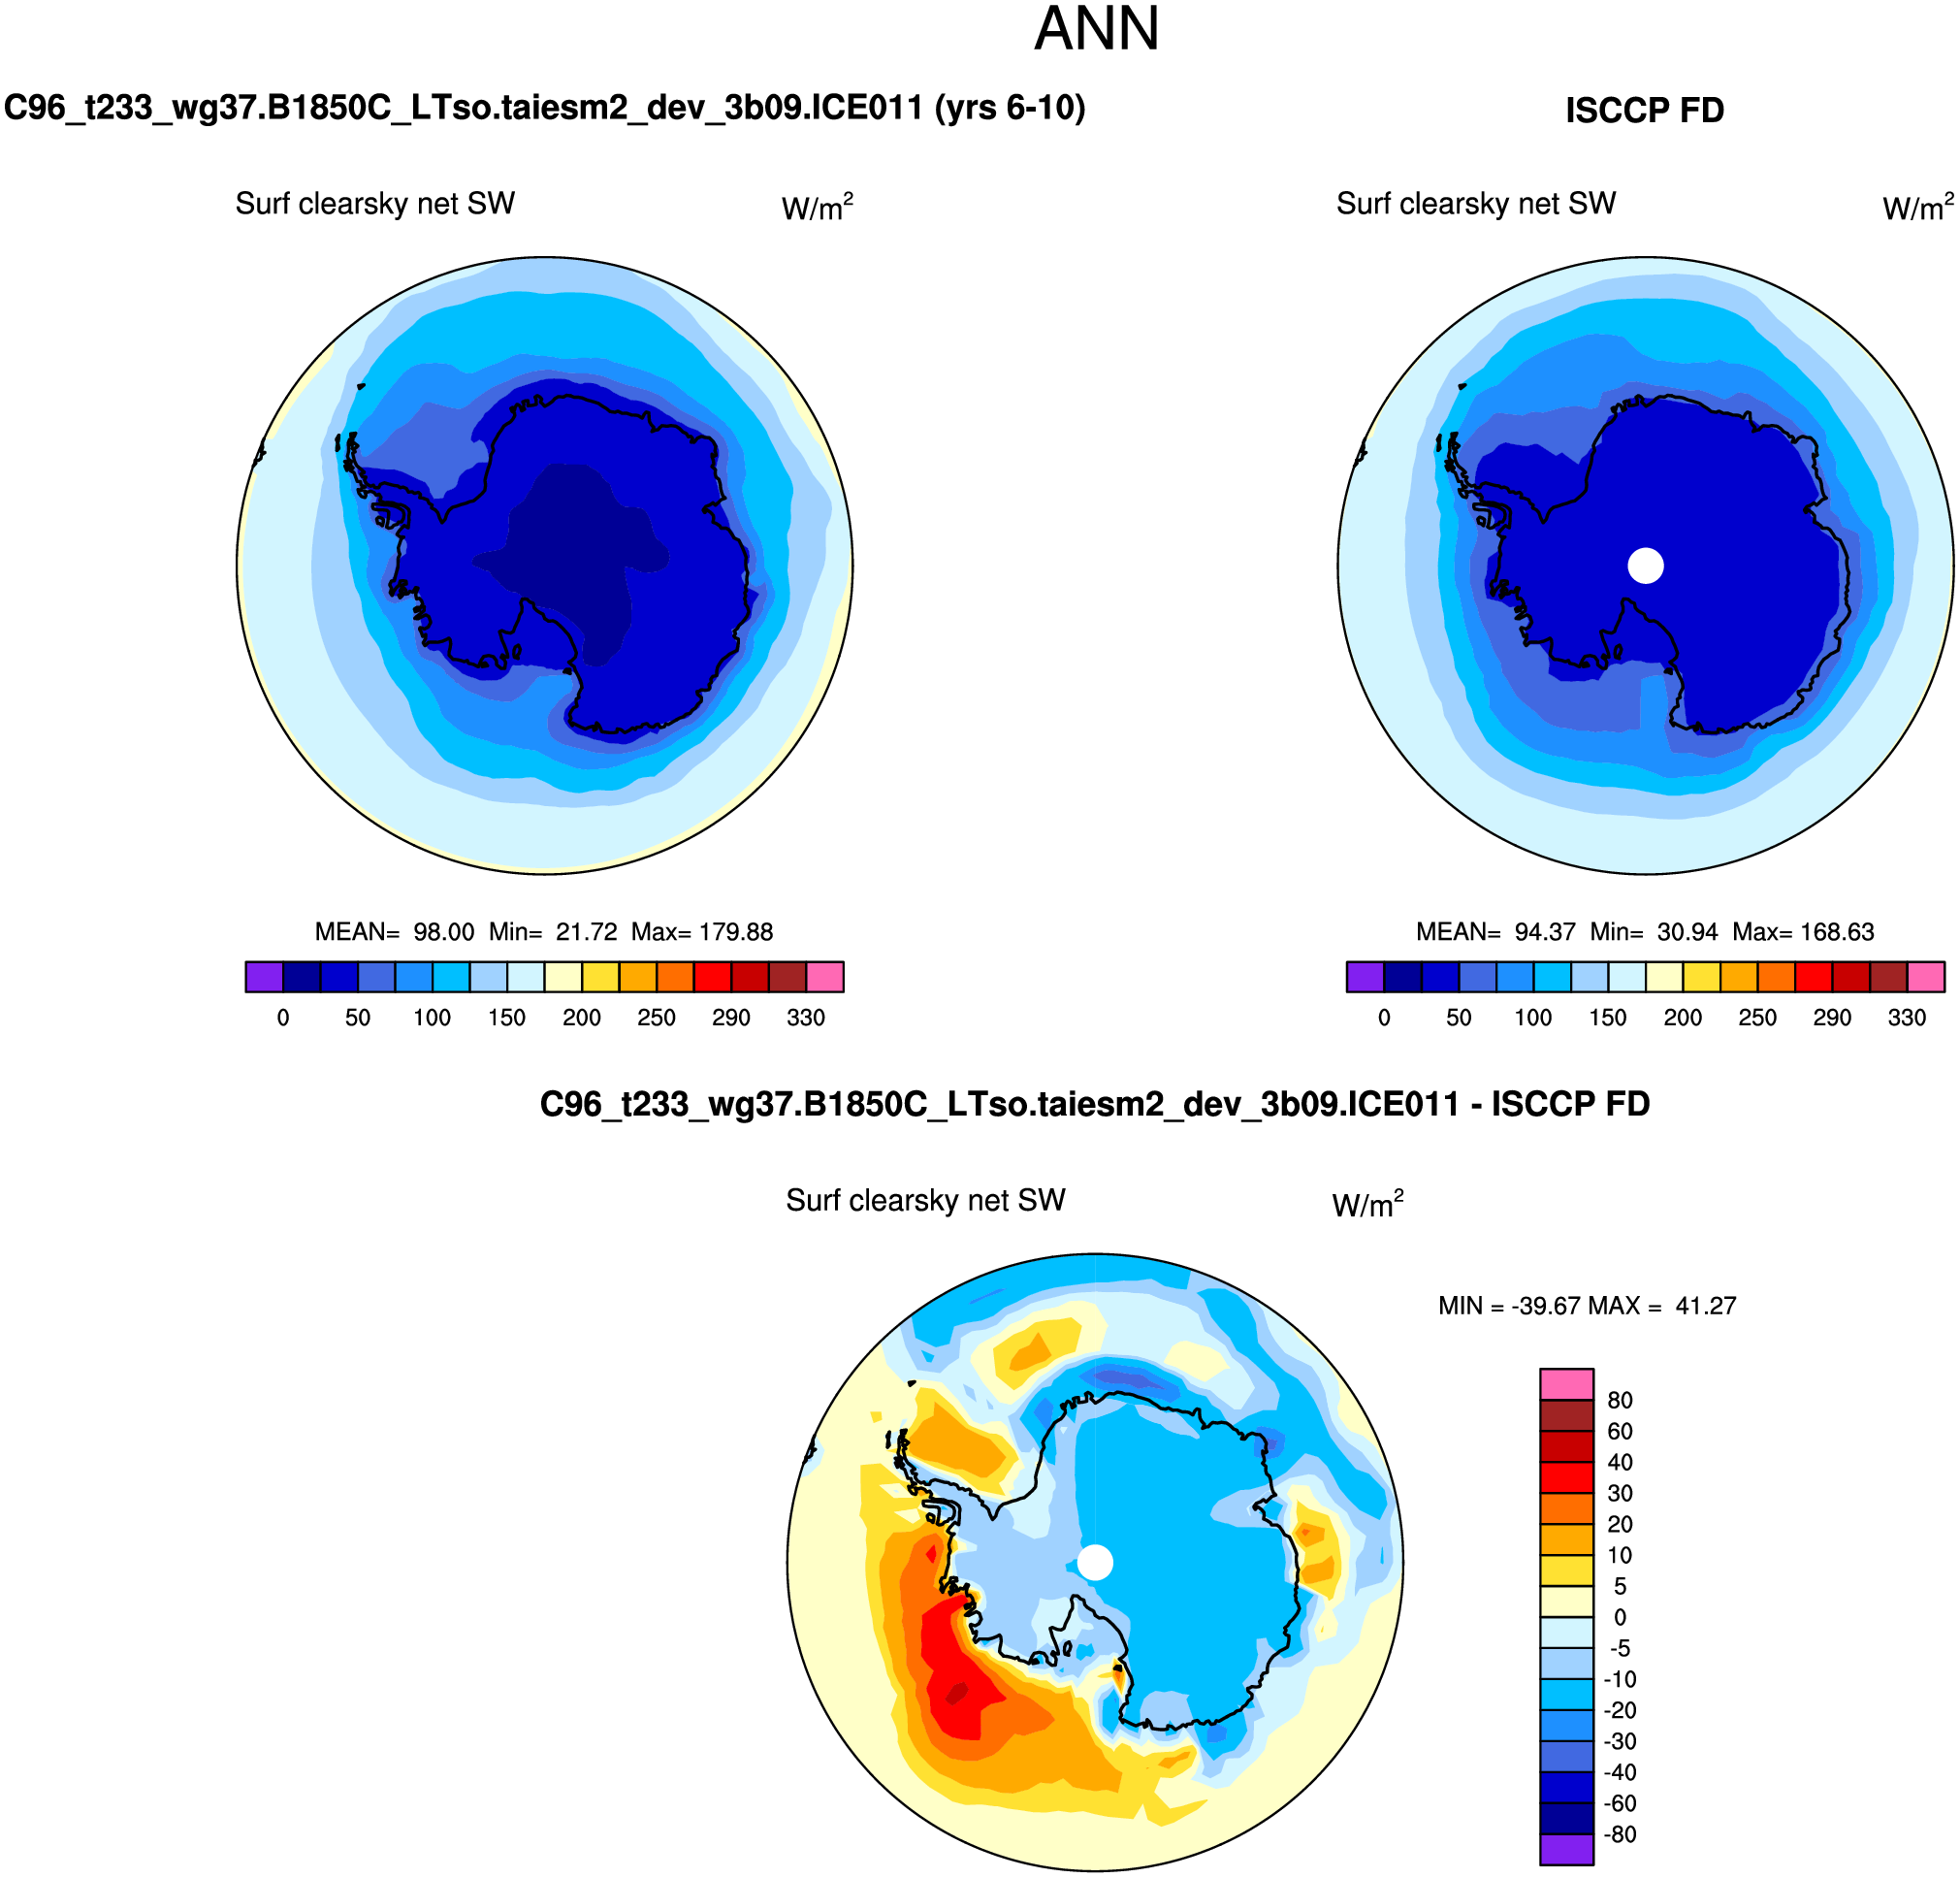 ANN
C96_t233_wg37.B1850C_LTso.taiesm2_dev_3b09.ICE011 (yrs 6-10)
ISCCP FD
Surf clearsky net SW W/m²
Surf clearsky net SW W/m²
MEAN= 98.00 Min= 21.72 Max= 179.88
MEAN= 94.37 Min= 30.94 Max= 168.63
0 50 100 150 200 250 290 330
0 50 100 150 200 250 290 330
C96_t233_wg37.B1850C_LTso.taiesm2_dev_3b09.ICE011 - ISCCP FD
Surf clearsky net SW W/m²
MIN = -39.67 MAX = 41.27
80
60
40
30
20
10
5
0
-5
-10
-20
-30
-40
-60
-80